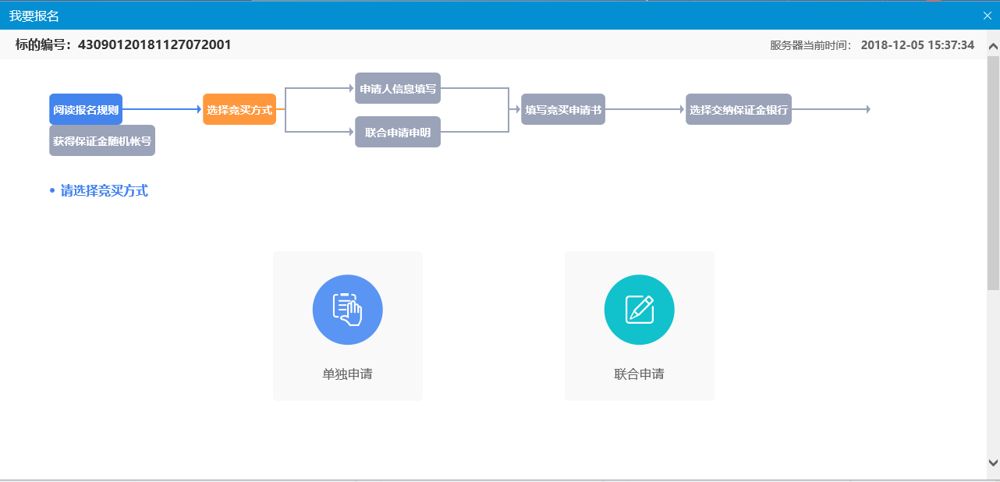 我要报名
标的编号：43090120181127072001
服务器当前时间： 2018-12-05 15:37:34
申请人信息填写
阅读报名规则
选择竞买方式
填写竞买申请书
选择交纳保证金银行
联合申请申明
获得保证金随机帐号
请选择竞买方式
单独申请
联合申请